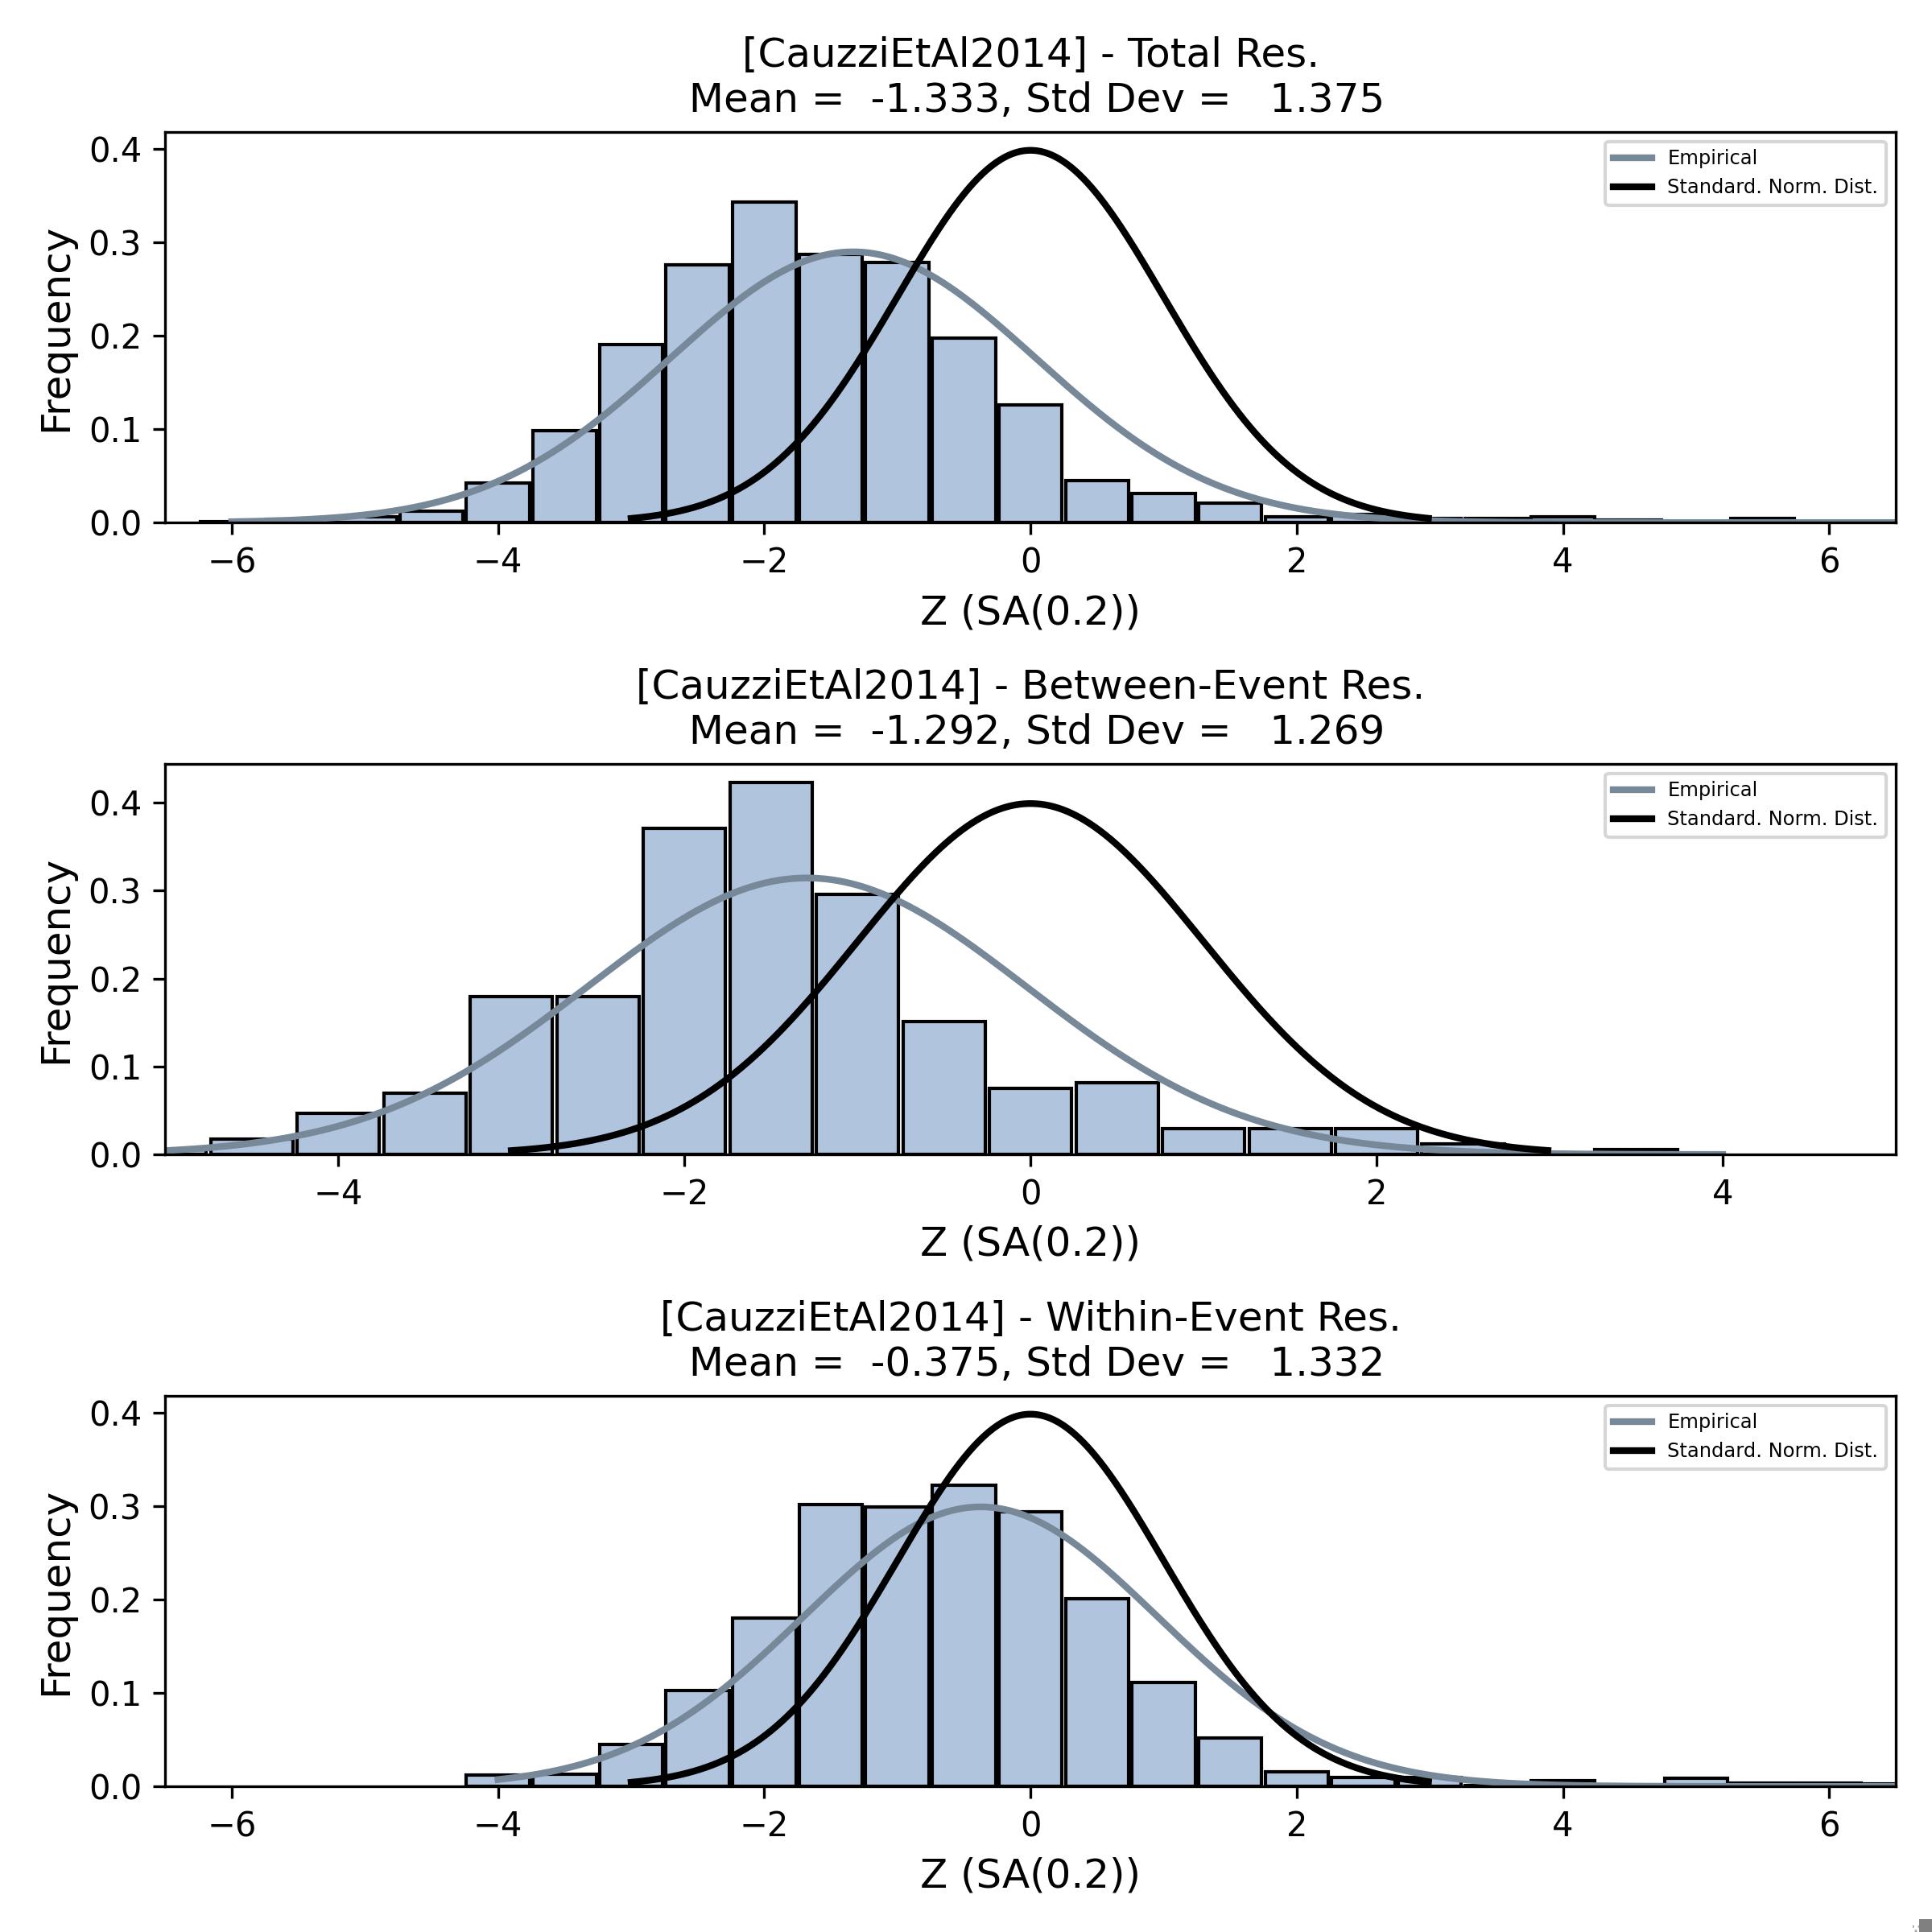 [CauzziEtAl2014] - Total Res.
Mean =  -1.333, Std Dev =   1.375
0.4
0.3
0.2
0.1
0.0
Frequency
Empirical
Standard. Norm. Dist.
−6
−4
−2
0
2
4
6
Z (SA(0.2))
[CauzziEtAl2014] - Between-Event Res.
Mean =  -1.292, Std Dev =   1.269
0.4
0.3
0.2
0.1
0.0
Frequency
Empirical
Standard. Norm. Dist.
−4
−2
0
2
4
Z (SA(0.2))
[CauzziEtAl2014] - Within-Event Res.
Mean =  -0.375, Std Dev =   1.332
0.4
0.3
0.2
0.1
0.0
Frequency
Empirical
Standard. Norm. Dist.
−6
−4
−2
0
2
4
6
Z (SA(0.2))